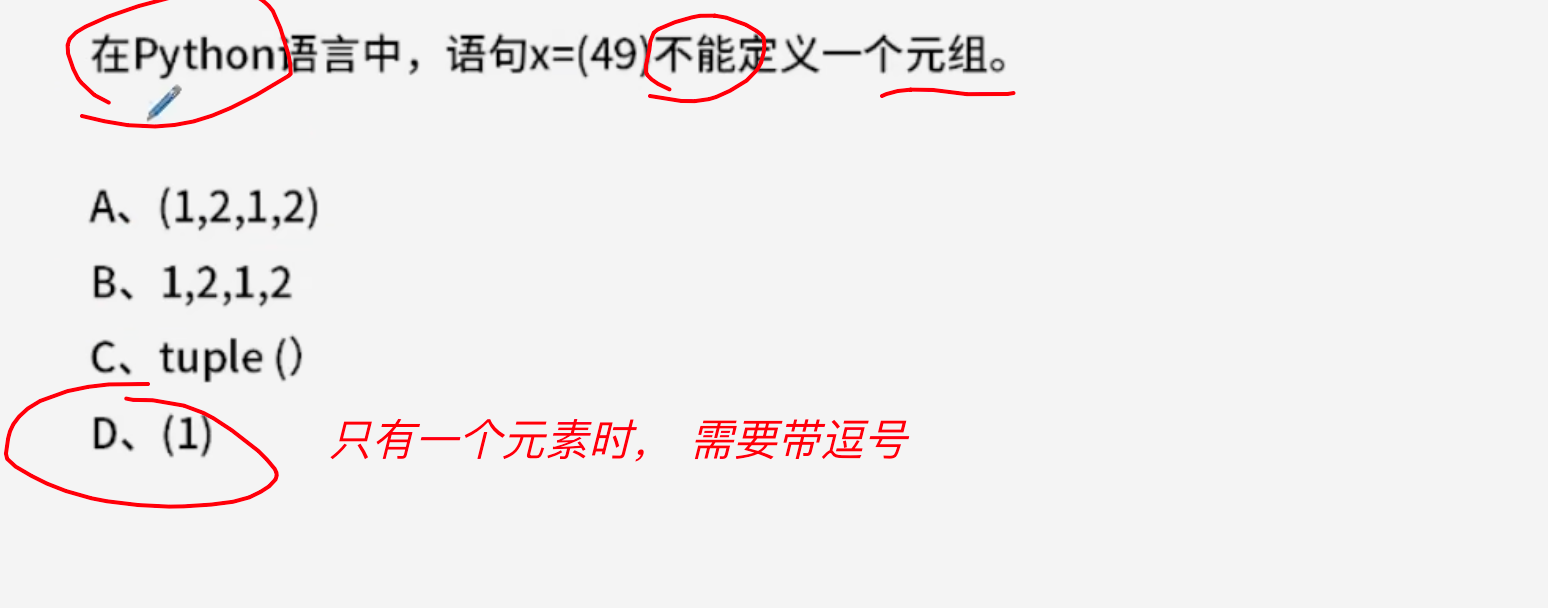 在Python语言中，语句x=(49)不能定义一个元组。
A、(1,2,1,2)
B、1,2,1,2
C、tuple ()
D、(1)
只有一个元素时， 需要带逗号